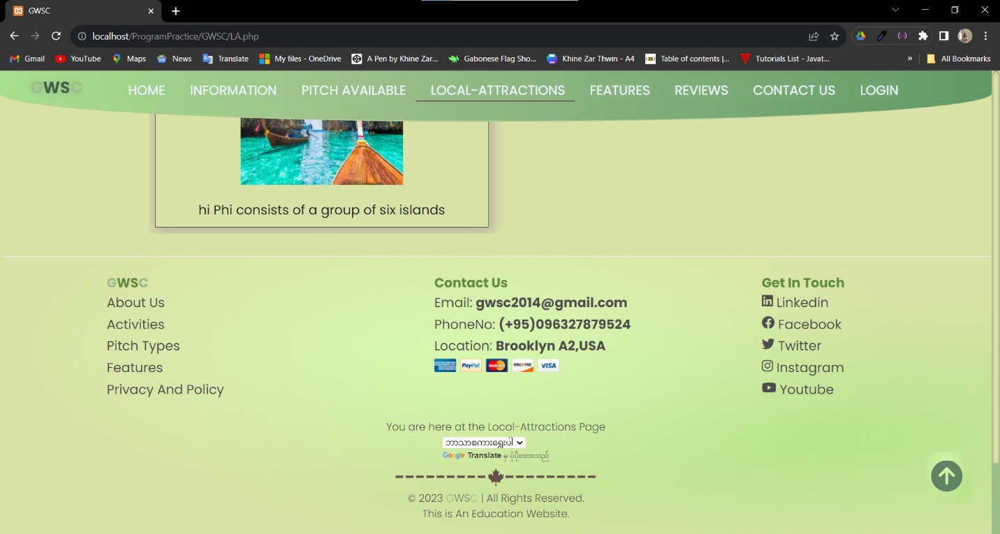 GWSC
localhost/ProgramPractice/GWSC/LA.php
Gmail YouTube Maps News Translate My files - OneDrive A Pen by Khine Zar... Gabonese Flag Sho... Khine Zar Thwin - A4 Table of contents |... Tutorials List - Javat... » All Bookmarks
GWSC HOME INFORMATION PITCH AVAILABLE LOCAL-ATTRACTIONS FEATURES REVIEWS CONTACT US LOGIN
hi Phi consists of a group of six islands
GWSC
About Us
Activities
Pitch Types
Features
Privacy And Policy
Contact Us
Email: gwsc2014@gmail.com
PhoneNo: (+95)096327879524
Location: Brooklyn A2,USA
AMERICAN EXPRESS PayPal MasterCard DISCOVER VISA
Get In Touch
Linkedin
Facebook
Twitter
Instagram
Youtube
You are here at the Local-Attractions Page
ဘာသာစကားရွေးပါ
Google Translate မှ ပံ့ပိုးထားသည်
© 2023 GWSC | All Rights Reserved.
This is An Education Website.